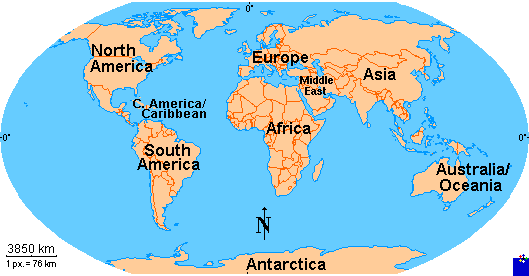 0°
North
America
Europe
Middle
East
Asia
C. America/
Caribbean
0°
Africa
0°
South
America
Australia/
Oceania
N
3850 km
1 px. = 76 km
Antarctica